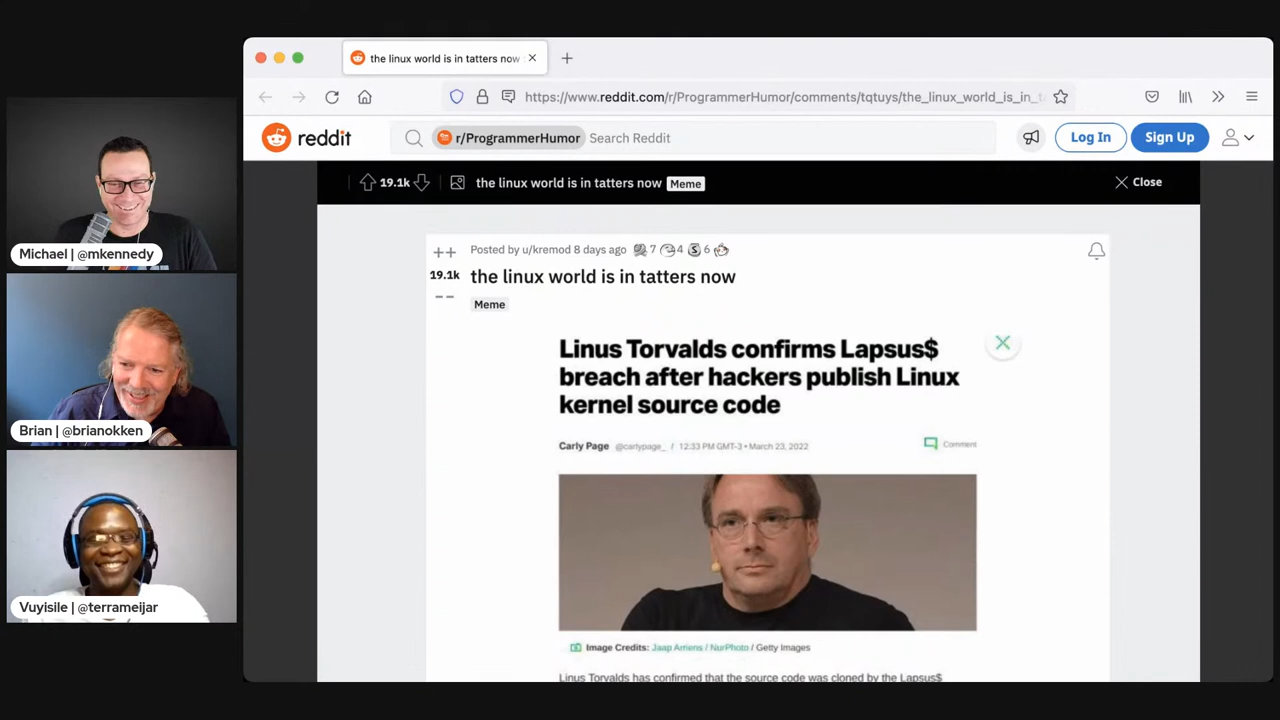 the linux world is in tatters now
https://www.reddit.com/r/ProgrammerHumor/comments/tqtuys/the_linux_world_is_in_t
reddit
r/ProgrammerHumor Search Reddit
Log In
Sign Up
19.1k
the linux world is in tatters now Meme
Close
Posted by u/kremod 8 days ago 7 4 S 6
++
19.1k
--
the linux world is in tatters now
Meme
Linus Torvalds confirms Lapsus$
breach after hackers publish Linux
kernel source code
Carly Page @carlypage_ / 12:33 PM GMT-3 • March 23, 2022
Comment
Image Credits: Jaap Arriens / NurPhoto / Getty Images
Linus Torvalds has confirmed that the source code was cloned by the Lapsus$
Michael | @mkennedy
Brian | @brianokken
Vuyisile | @terrameijar